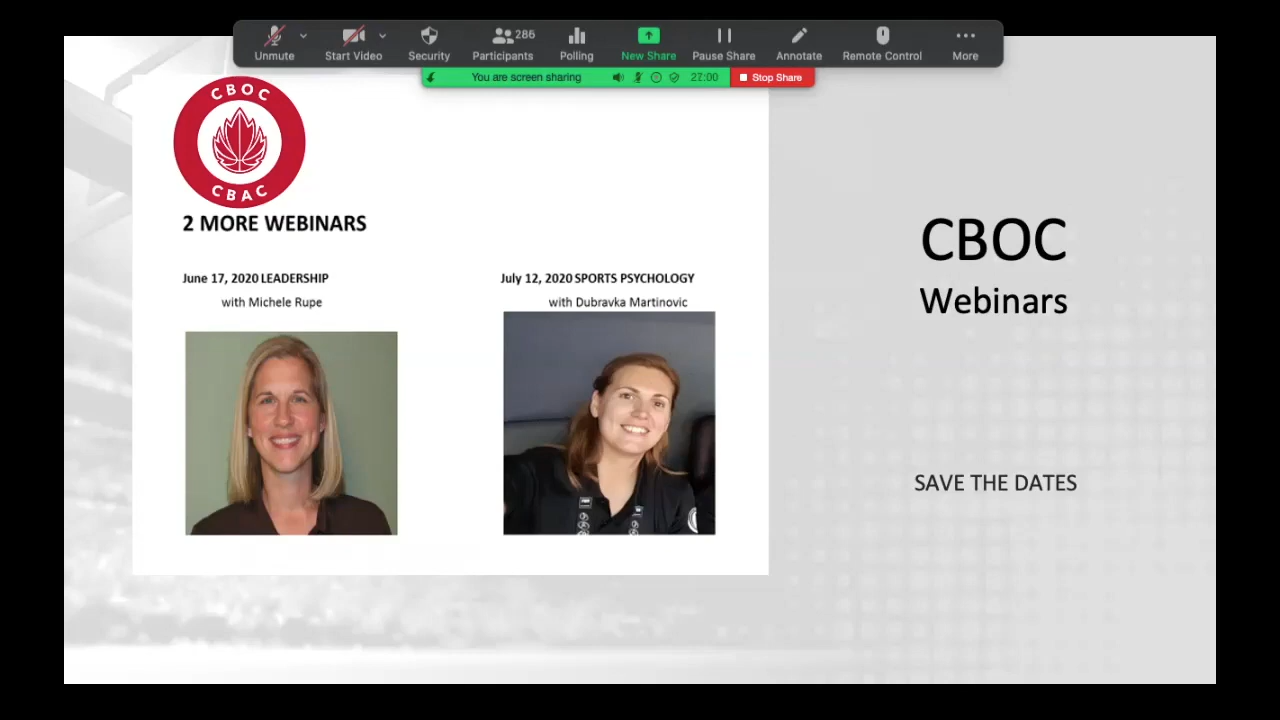 Unmute
Start Video
Security
286
Participants
Polling
New Share
Pause Share
Annotate
Remote Control
More
You are screen sharing
27:00
Stop Share
CBOC
CBAC
2 MORE WEBINARS
June 17, 2020 LEADERSHIP
with Michele Rupe
July 12, 2020 SPORTS PSYCHOLOGY
with Dubravka Martinovic
CBOC
Webinars
SAVE THE DATES